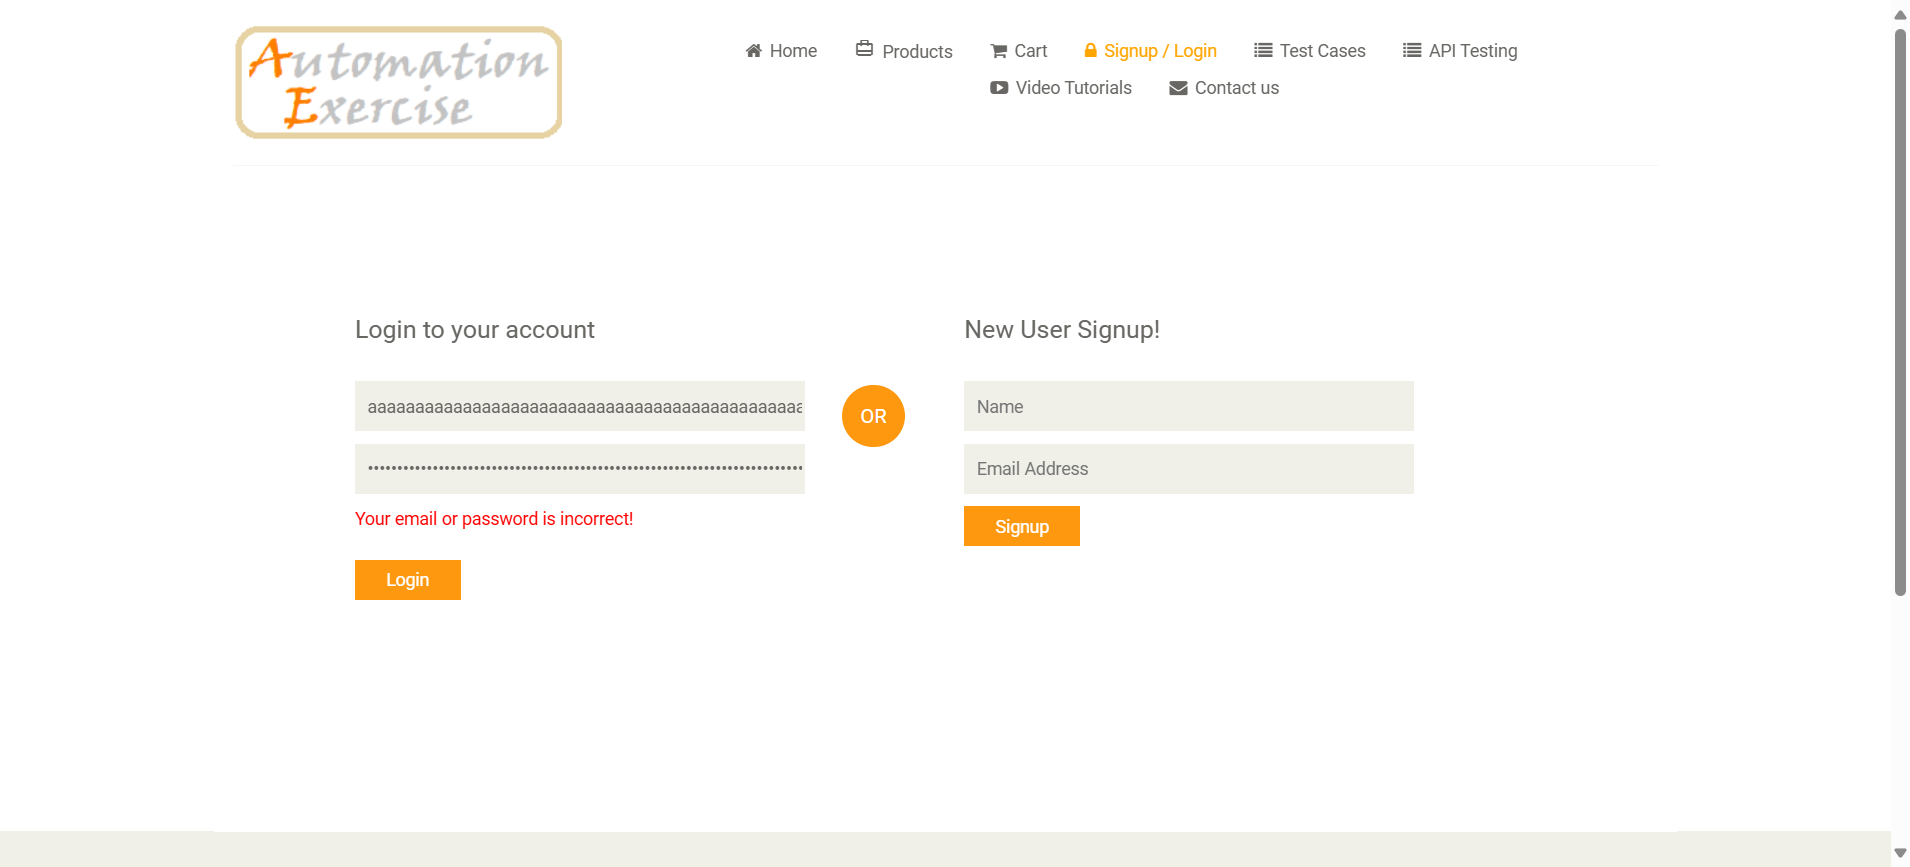 Automation
Exercise
Home
Products
Cart
Signup / Login
Test Cases
API Testing
Video Tutorials
Contact us
Login to your account
New User Signup!
OR
Name
••••••••••••••••••••••••••••••••••••••••••••••••••••••••••••••••••••••••
Email Address
Your email or password is incorrect!
Signup
Login